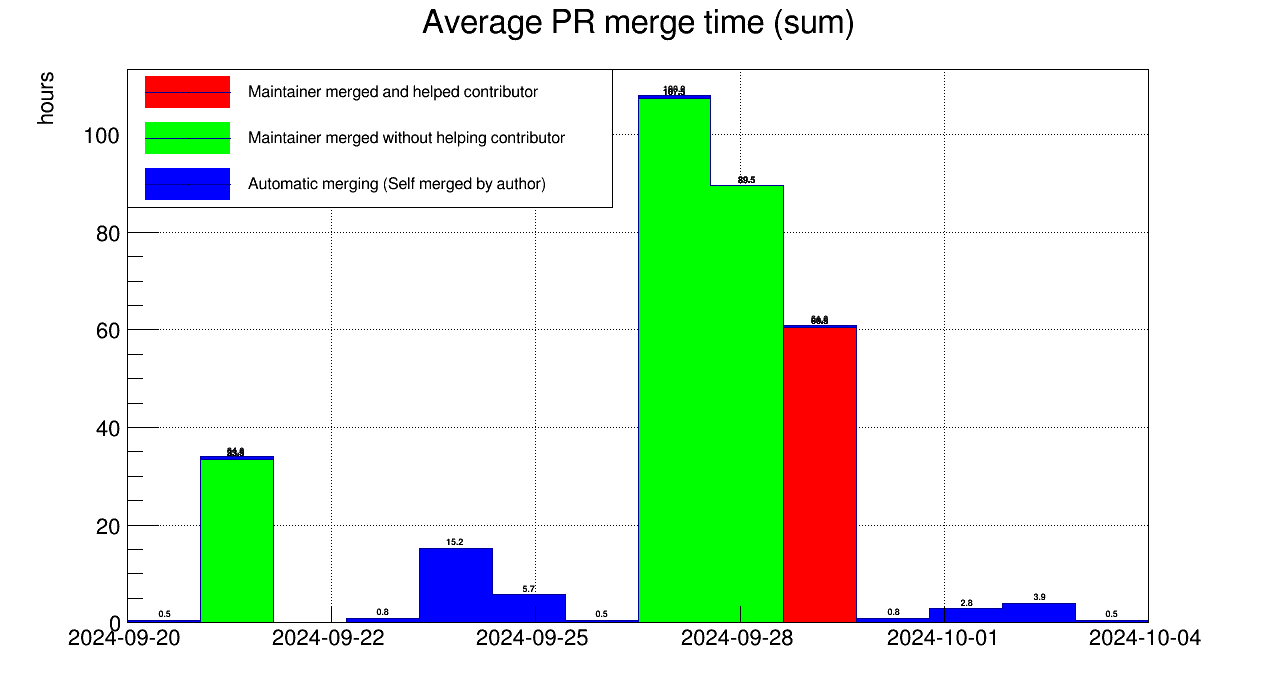 Average PR merge time (sum)
hours
Maintainer merged and helped contributor
Maintainer merged without helping contributor
Automatic merging (Self merged by author)
100
80
60
40
20
0
89.5
15.2
5.7
0.5
0.8
0.5
0.8
2.8
3.9
0.5
2024-09-20 2024-09-22 2024-09-25 2024-09-28 2024-10-01 2024-10-04